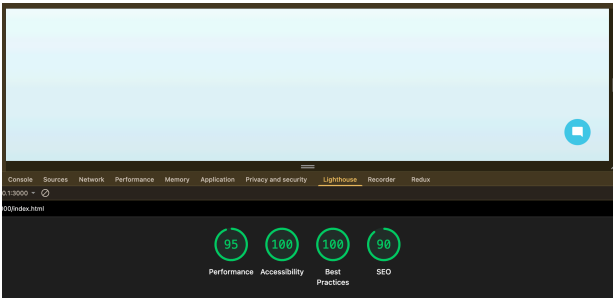 Console Sources Network Performance Memory Application Privacy and security Lighthouse Recorder Redux
0.1:3000
000/index.html
95 100 100 90
Performance Accessibility Best Practices SEO